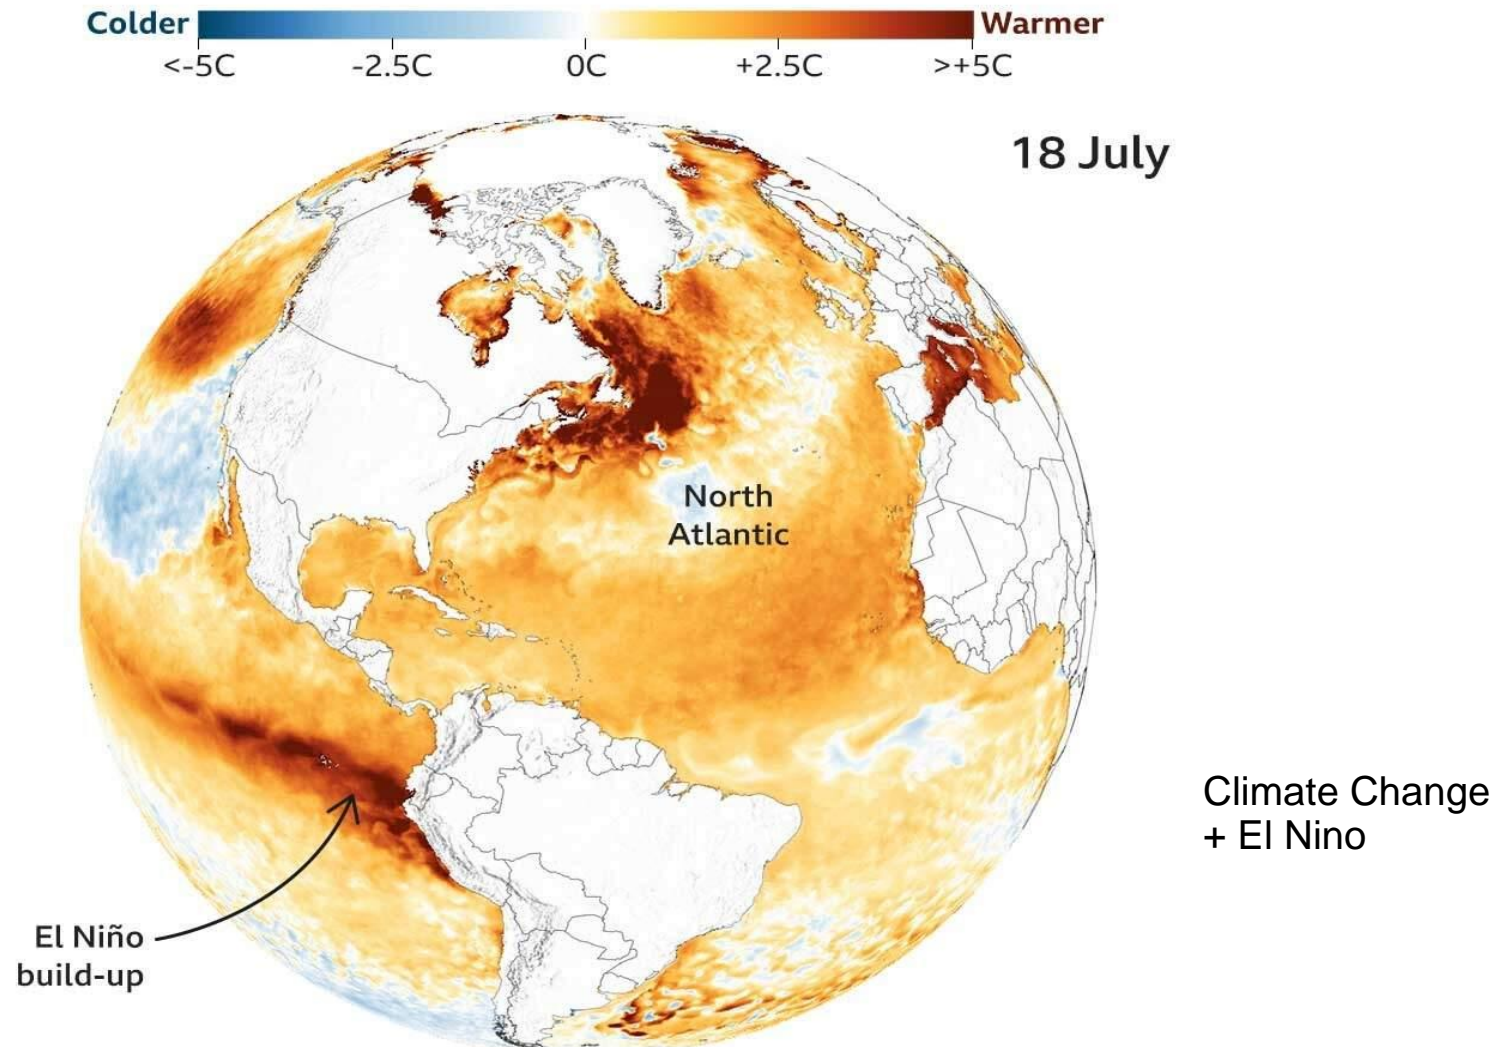 Colder
Warmer
<-5C
-2.5C
0C
+2.5C
>+5C
18 July
North
Atlantic
Climate Change
+ El Nino
El Niño
build-up